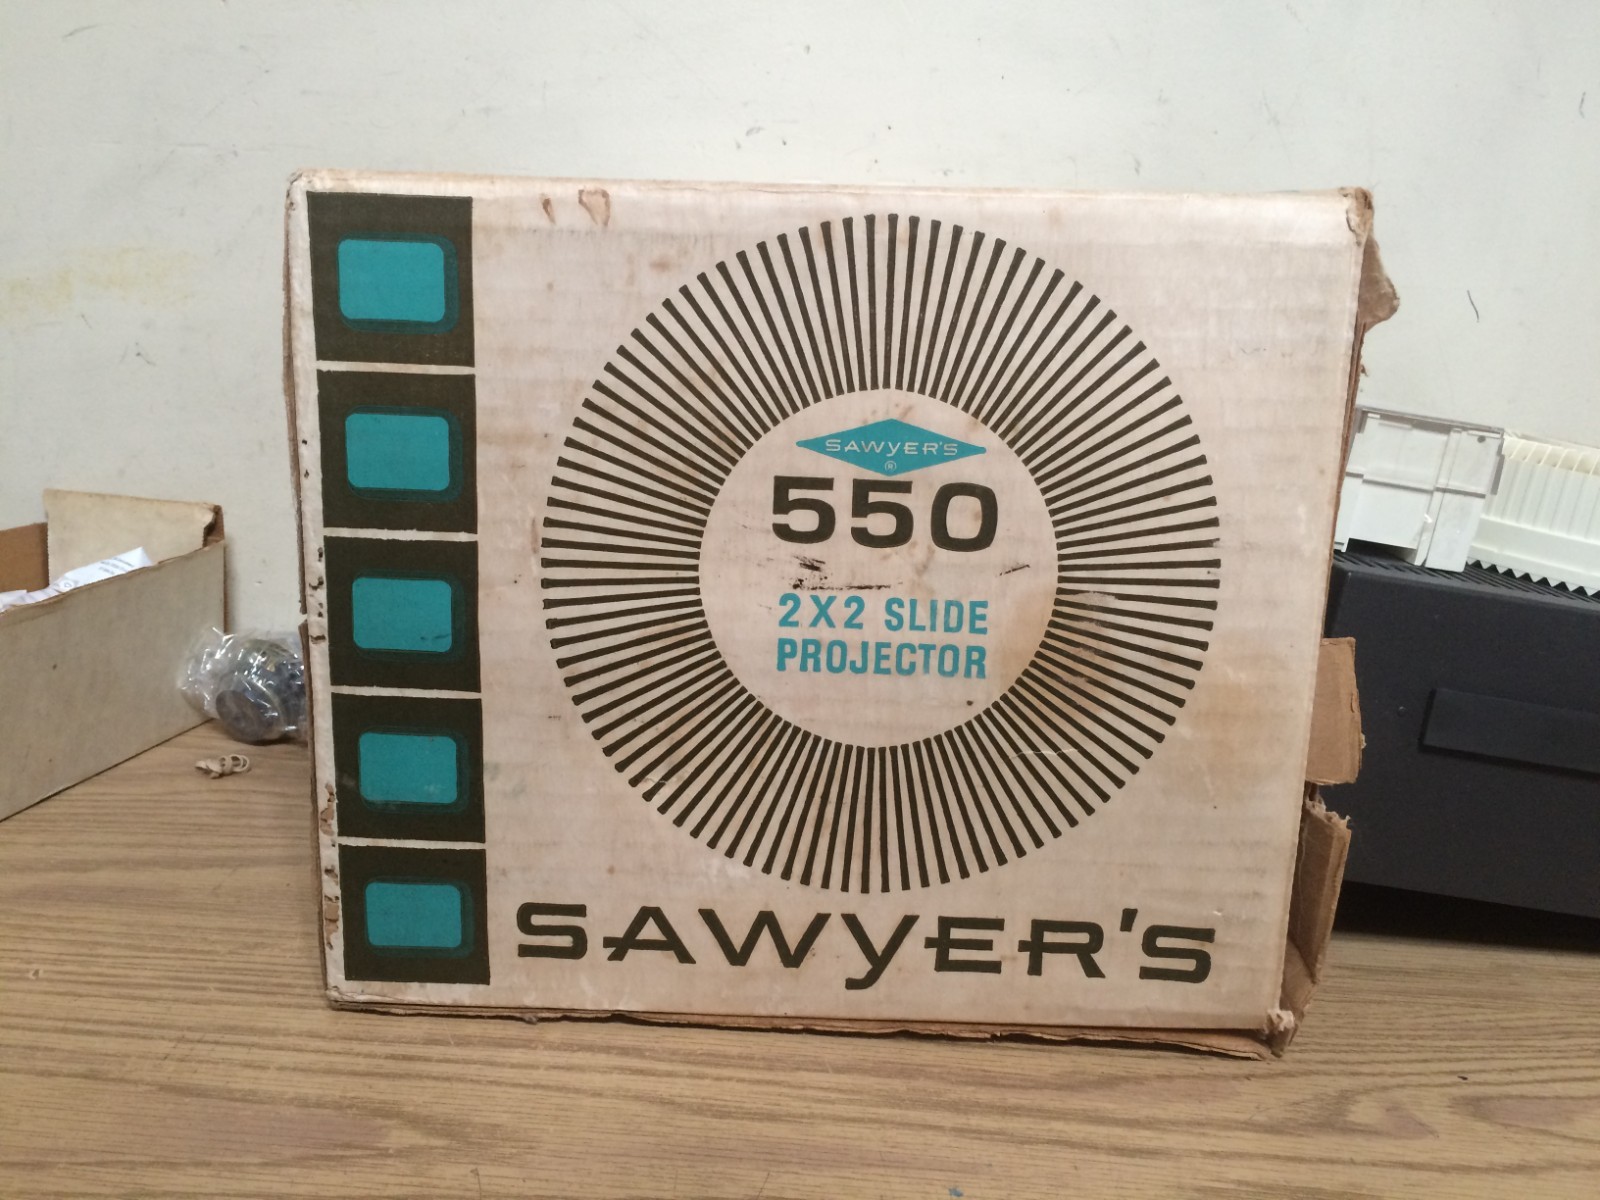 SAWYER'S
®
550
2X2 SLIDE
PROJECTOR
SAWYER'S